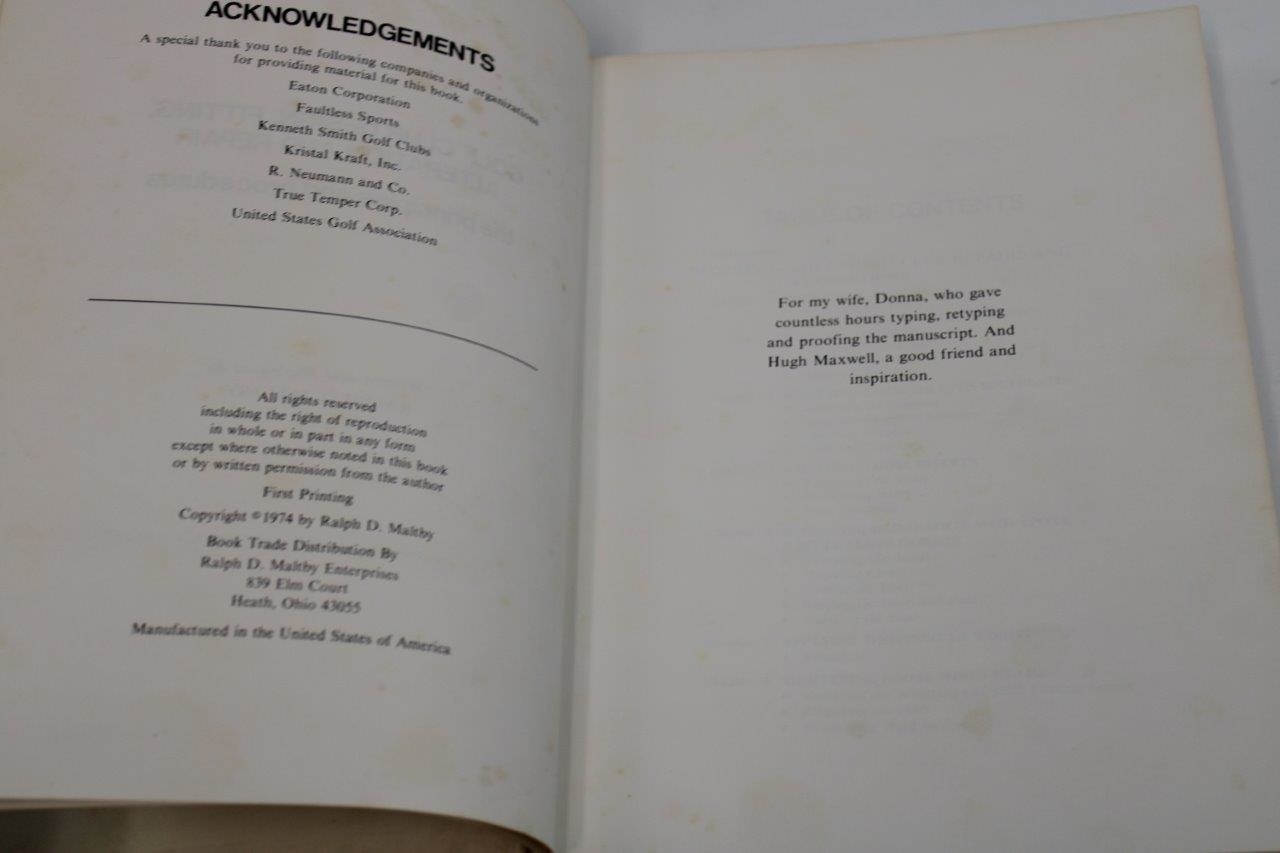 ACKNOWLEDGEMENTS
A special thank you to the following companies and organizations
for providing material for this book.
Eaton Corporation
Faultless Sports
Kenneth Smith Golf Clubs
Kristal Kraft, Inc.
R. Neumann and Co.
True Temper Corp.
United States Golf Association
All rights reserved
including the right of reproduction
in whole or in part in any form
except where otherwise noted in this book
or by written permission from the author
First Printing
Copyright ©1974 by Ralph D. Maltby
Book Trade Distribution By
Ralph D. Maltby Enterprises
839 Elm Court
Heath, Ohio 43055
Manufactured in the United States of America
For my wife, Donna, who gave
countless hours typing, retyping
and proofing the manuscript. And
Hugh Maxwell, a good friend and
inspiration.